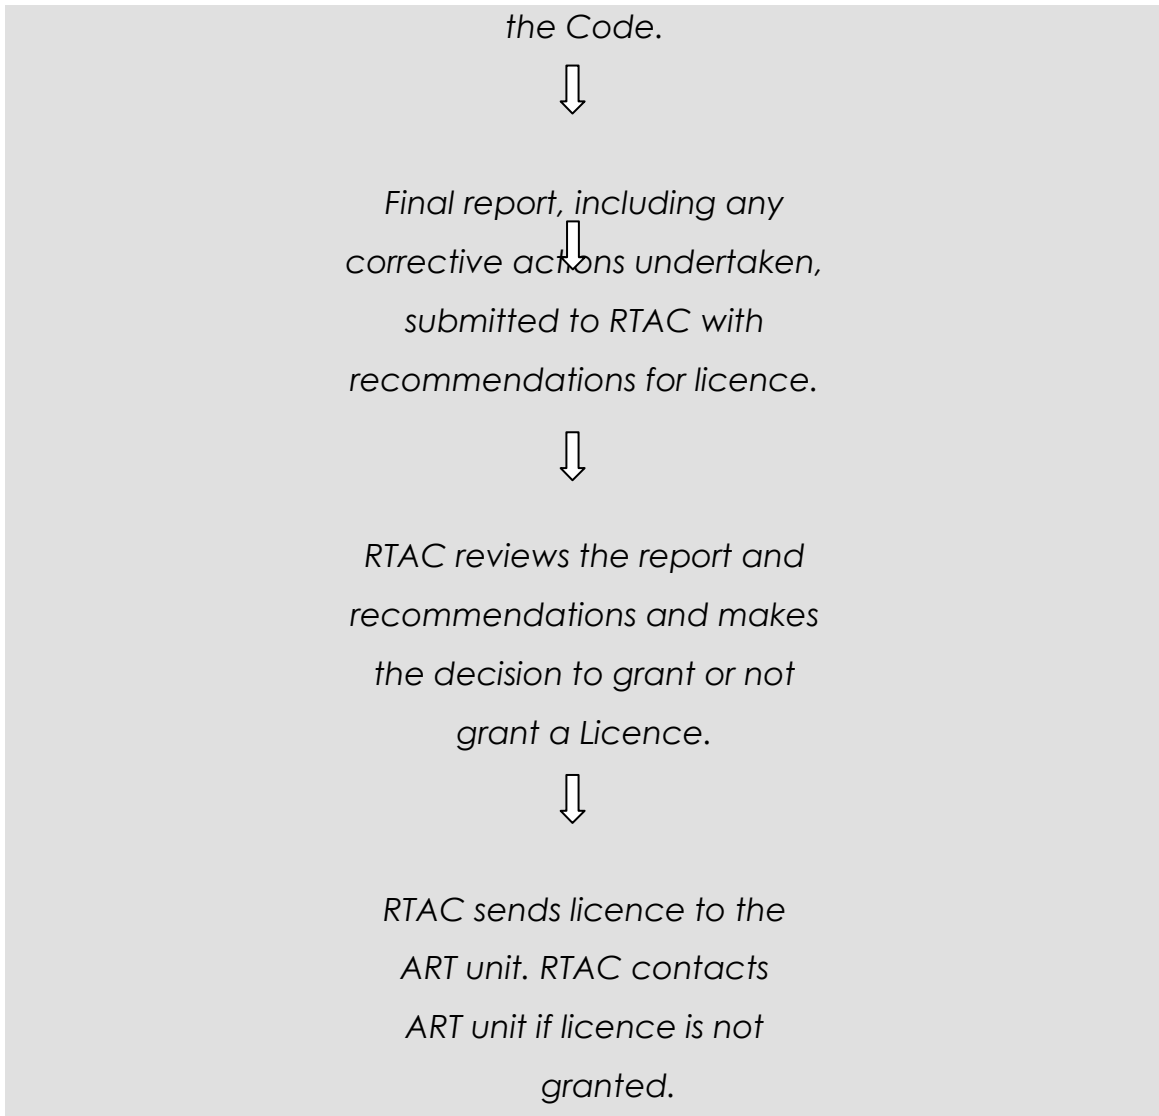 the Code.
Final report, including any
corrective actions undertaken,
submitted to RTAC with
recommendations for licence.
RTAC reviews the report and
recommendations and makes
the decision to grant or not
grant a Licence.
RTAC sends licence to the
ART unit. RTAC contacts
ART unit if licence is not
granted.